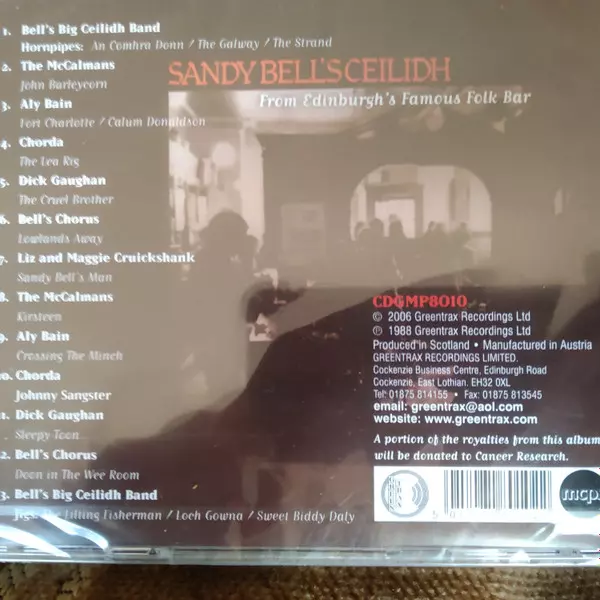 1. Bell's Big Ceilidh Band
Hornpipes: An Comhra Donn / The Galway / The Strand
2. The McCalmans
John Barleycorn
3. Aly Bain
Fort Charlotte / Calum Donaldson
4. Chorda
The Lea Rig
5. Dick Gaughan
The Cruel Brother
6. Bell's Chorus
Lowlands Away
7. Liz and Maggie Cruickshank
Sandy Bell's Man
8. The McCalmans
Kirsteen
9. Aly Bain
Crossing The Minch
10. Chorda
Johnny Sangster
1. Dick Gaughan
Sleepy Toon
2. Bell's Chorus
Doon in The Wee Room
3. Bell's Big Ceilidh Band
Jigs: The Lilting Fisherman / Loch Gowna / Sweet Biddy Daly
SANDY BELL'S CEILIDH
From Edinburgh's Famous Folk Bar
CDGMP8010
© 2006 Greentrax Recordings Ltd
℗ 1988 Greentrax Recordings Ltd
Produced in Scotland • Manufactured in Austria
GREENTRAX RECORDINGS LIMITED.
Cockenzie Business Centre, Edinburgh Road
Cockenzie, East Lothian. EH32 0XL
Tel: 01875 814155 • Fax: 01875 813545
email: greentrax@aol.com
website: www.greentrax.com
A portion of the royalties from this album
will be donated to Cancer Research.
mcps